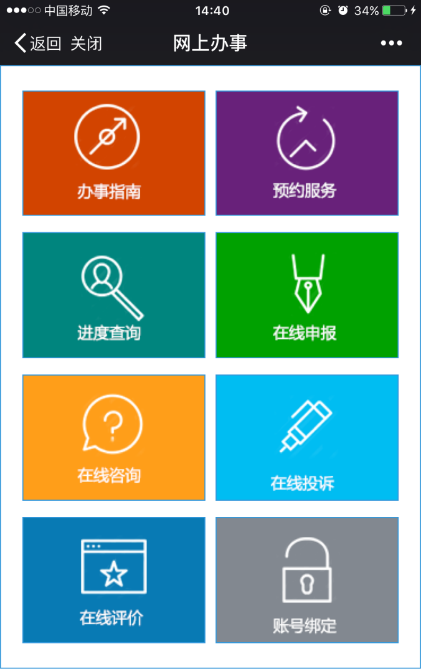 中国移动 14:40 34%
返回 关闭 网上办事
办事指南 预约服务
进度查询 在线申报
在线咨询 在线投诉
在线评价 账号绑定